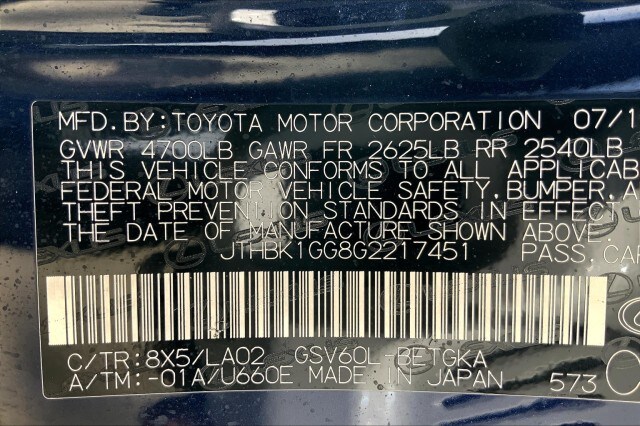 MFD. BY: TOYOTA MOTOR CORPORATION 07/1
GVWR 4700LB GAWR FR 2625LB RR 2540LB
THIS VEHICLE CONFORMS TO ALL APPLICAB
FEDERAL MOTOR VEHICLE SAFETY, BUMPER, A
THEFT PREVENTION STANDARDS IN EFFECT
THE DATE OF MANUFACTURE SHOWN ABOVE.
JTHBK1GG8G2217451 PASS. CAR
C/TR: 8X5/LA02 GSV60L-BETGKA
A/TM: -01A/U660E MADE IN JAPAN 573